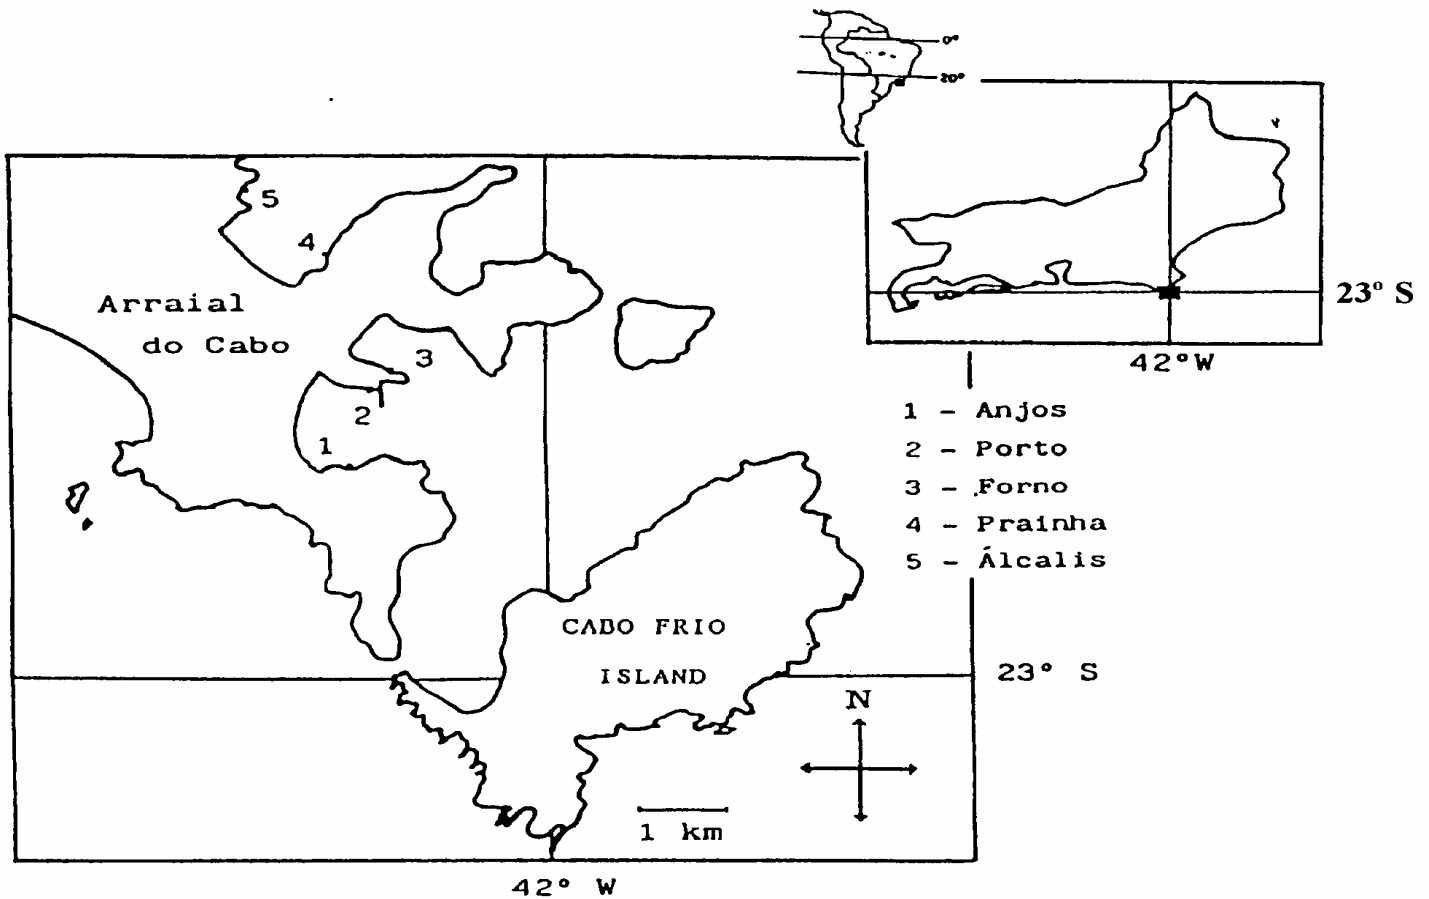 0°
20°
5
4
Arraial
do Cabo
3
2
1
23° S
42°W
1 - Anjos
2 - Porto
3 - Forno
4 - Prainha
5 - Álcalis
CABO FRIO
ISLAND
23° S
N
1 km
42° W